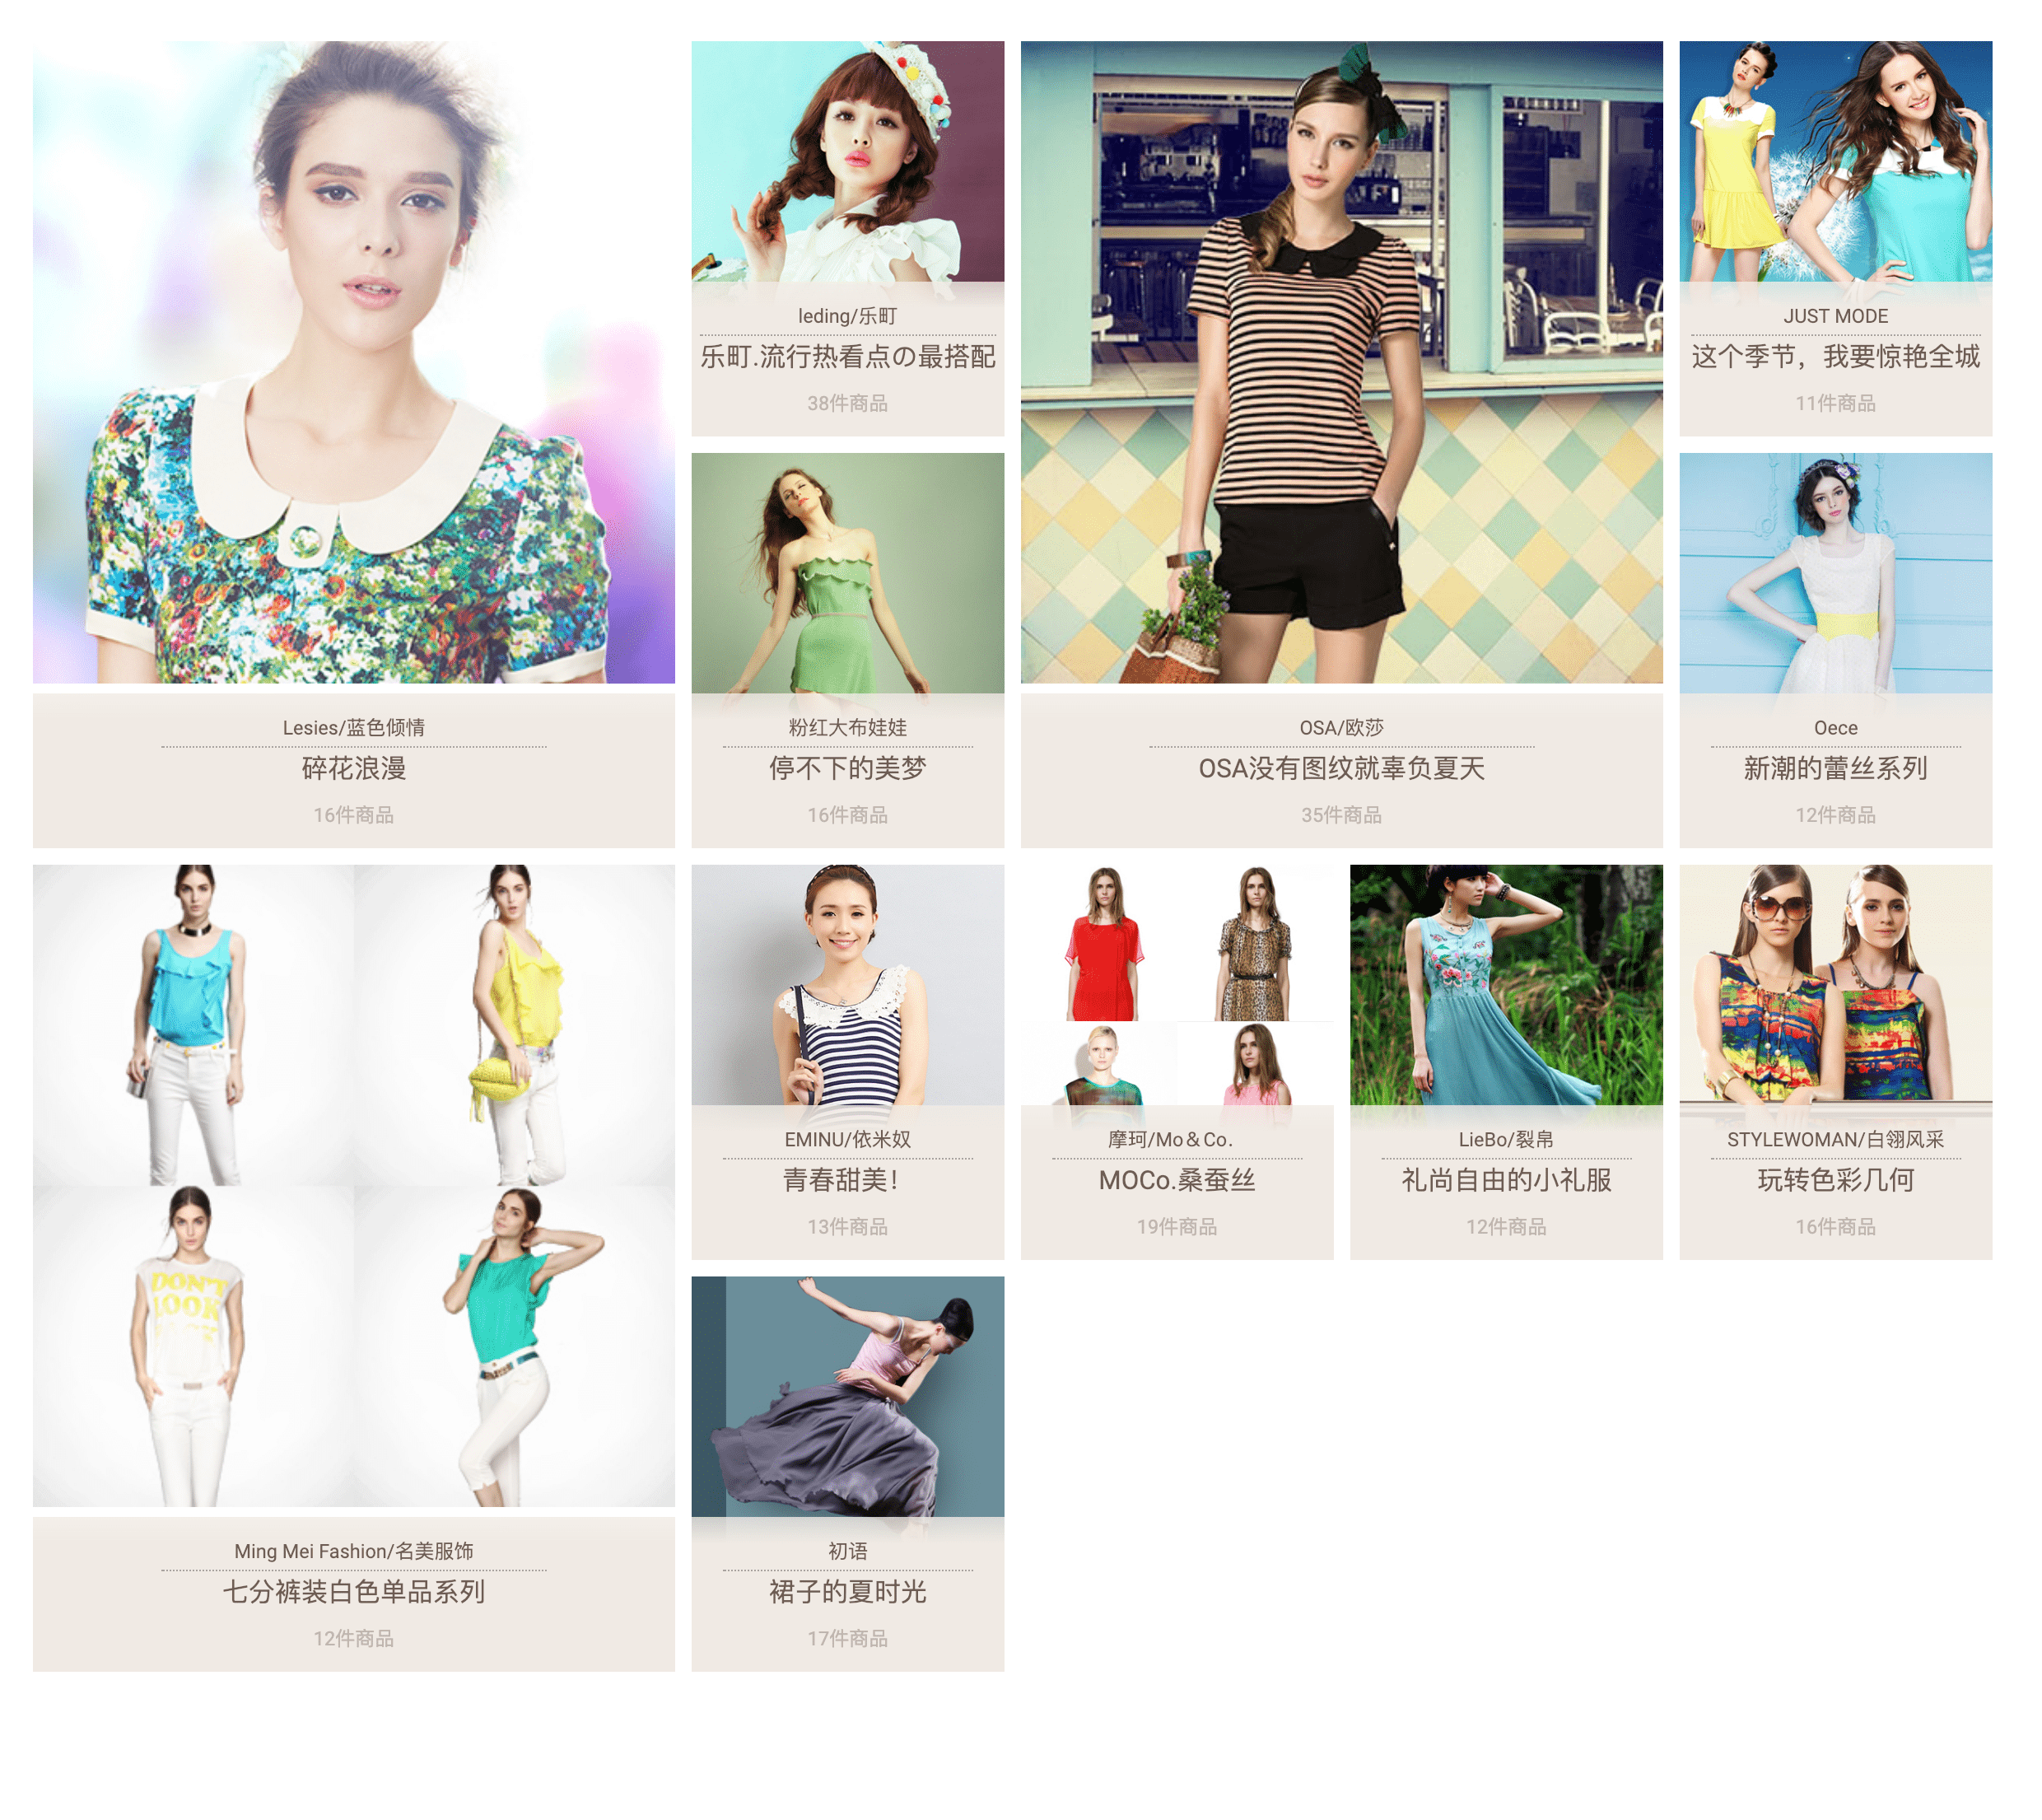 leding/乐町
乐町.流行热看点の最搭配
38件商品
JUST MODE
这个季节，我要惊艳全城
11件商品
Lesies/蓝色倾情
碎花浪漫
16件商品
粉红大布娃娃
停不下的美梦
16件商品
OSA/欧莎
OSA没有图纹就辜负夏天
35件商品
Oece
新潮的蕾丝系列
12件商品
DON'T
LOOK
EMINU/依米奴
青春甜美！
13件商品
摩珂/Mo＆Co.
MOCo.桑蚕丝
19件商品
LieBo/裂帛
礼尚自由的小礼服
12件商品
STYLEWOMAN/白翎风采
玩转色彩几何
16件商品
Ming Mei Fashion/名美服饰
七分裤装白色单品系列
12件商品
初语
裙子的夏时光
17件商品